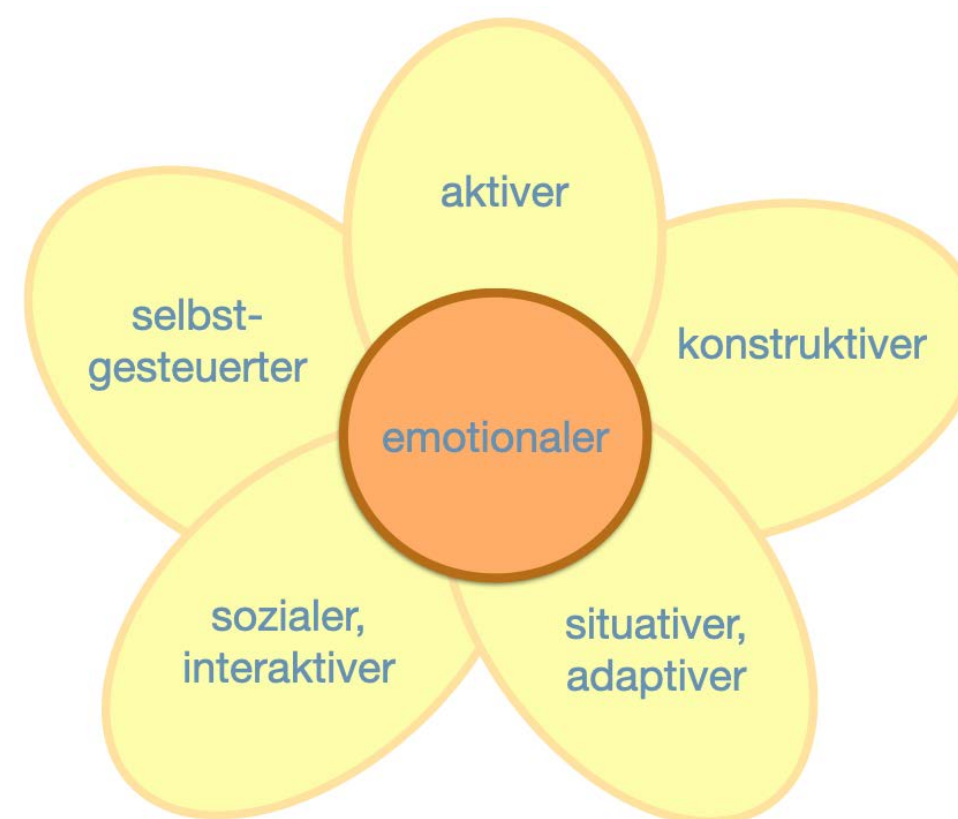 aktiver
selbst-
gesteuerter
konstruktiver
emotionaler
sozialer,
interaktiver
situativer,
adaptiver